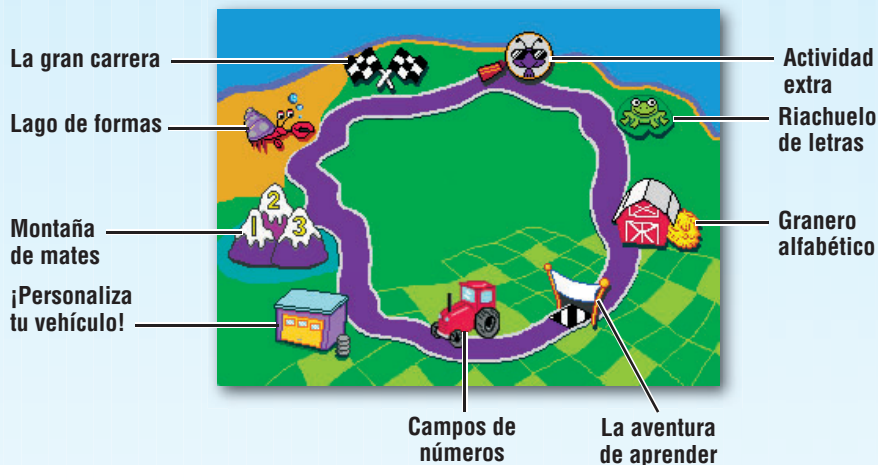 La gran carrera
Lago de formas
Montaña
de mates
¡Personaliza
tu vehículo!
1
2
3
Actividad
extra
Riachuelo
de letras
Granero
alfabético
Campos de
números
La aventura
de aprender